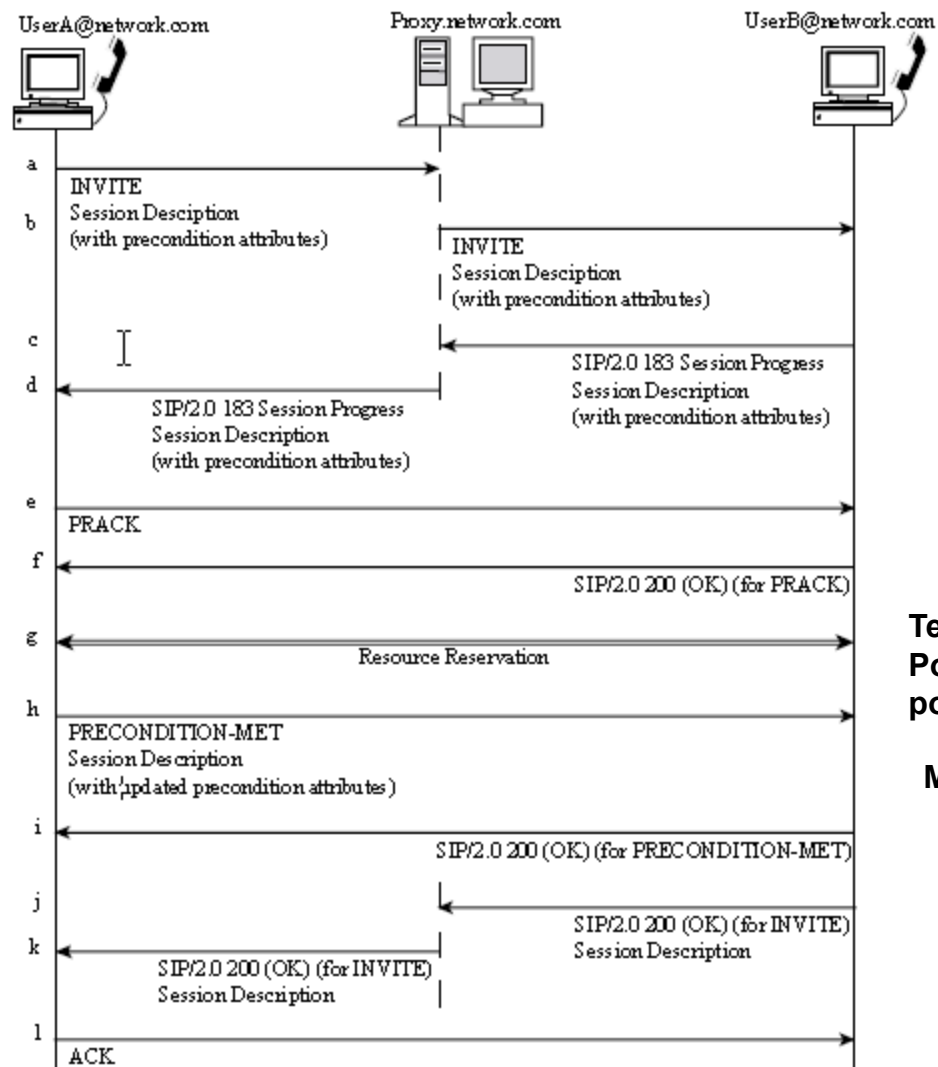 UserA@network.com
Proxy.network.com
UserB@network.com
a
INVITE
Session Desciption
(with precondition attributes)
b
INVITE
Session Desciption
(with precondition attributes)
c
SIP/2.0 183 Session Progress
Session Description
(with precondition attributes)
d
SIP/2.0 183 Session Progress
Session Description
(with precondition attributes)
e
PRACK
f
SIP/2.0 200 (OK) (for PRACK)
g
Resource Reservation
h
PRECONDITION-MET
Session Description
(with updated precondition attributes)
i
SIP/2.0 200 (OK) (for PRECONDITION-MET)
j
SIP/2.0 200 (OK) (for INVITE)
Session Description
k
SIP/2.0 200 (OK) (for INVITE)
Session Description
l
ACK